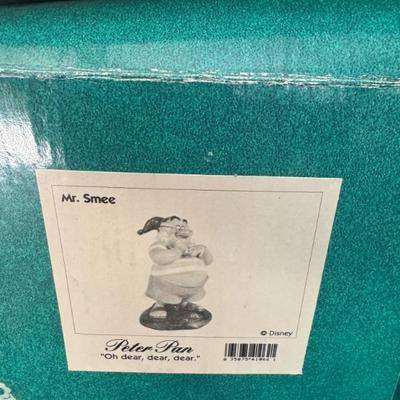 Mr. Smee
© Disney
Peter Pan
"Oh dear, dear, dear."